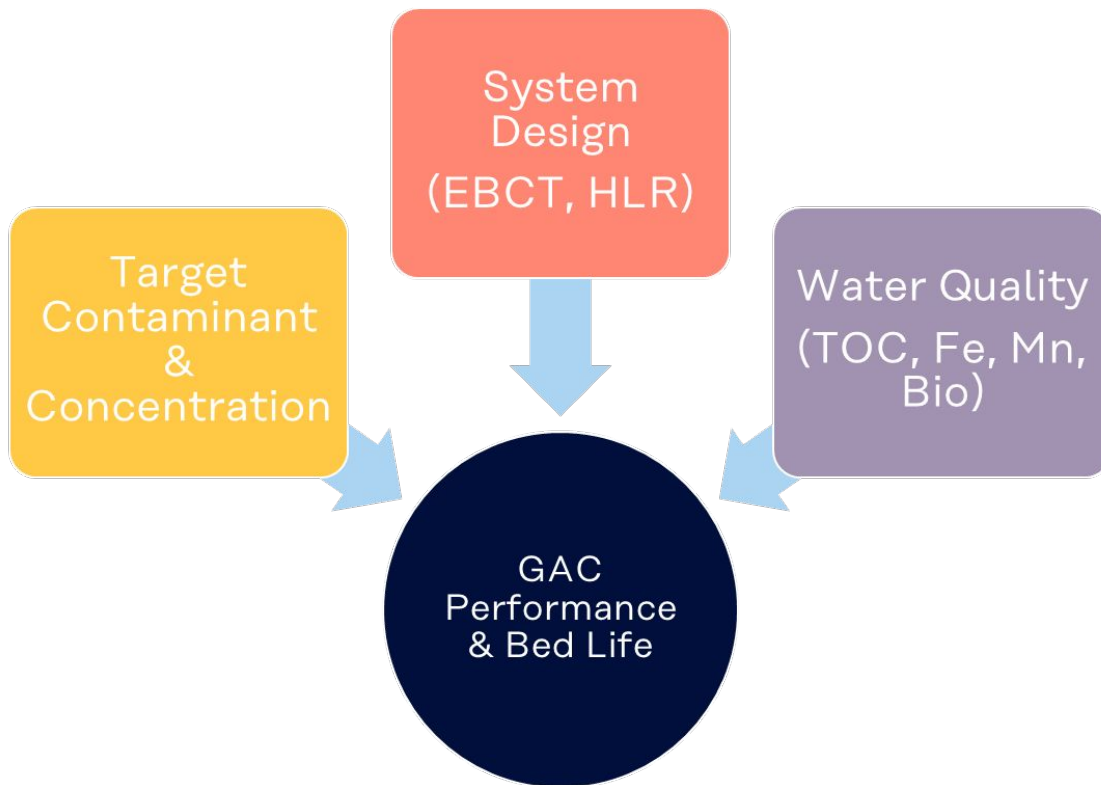 System
Design
(EBCT, HLR)
Target
Contaminant
&
Concentration
Water Quality
(TOC, Fe, Mn,
Bio)
GAC
Performance
& Bed Life